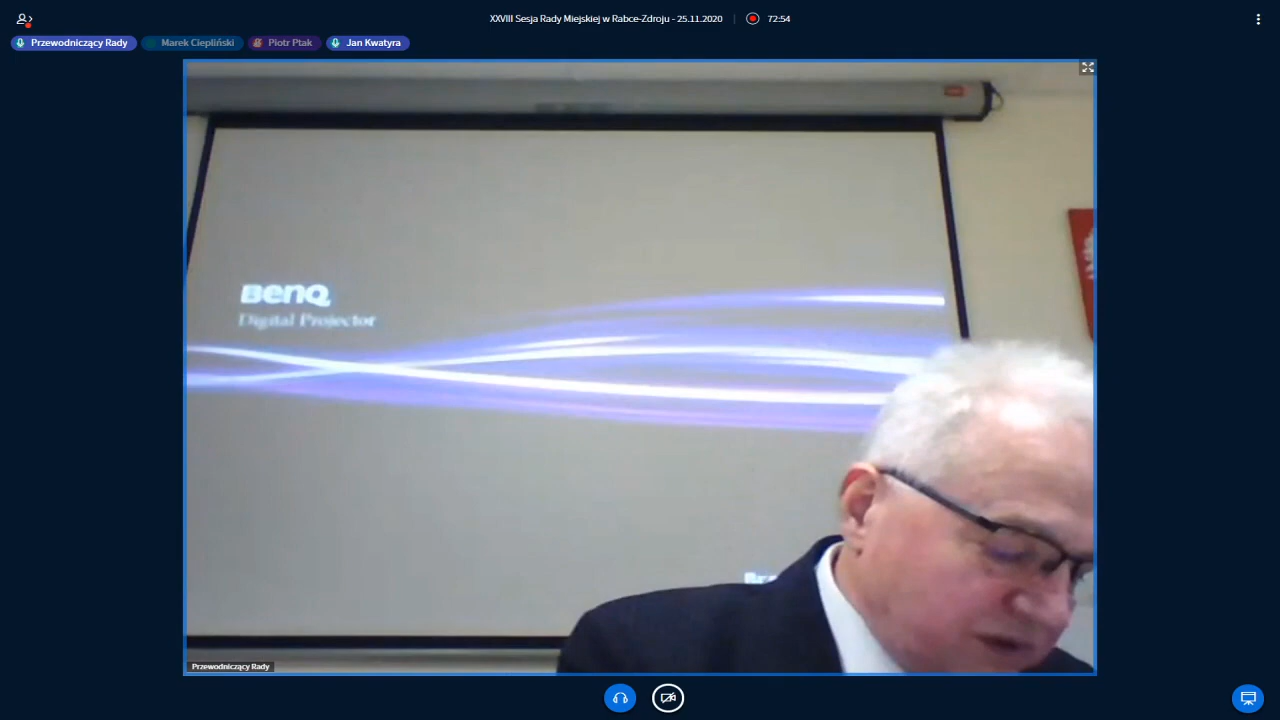 XXVIII Sesja Rady Miejskiej w Rabce-Zdroju - 25.11.2020
72:54
Przewodniczący Rady
Marek Ciepliński
Piotr Ptak
Jan Kwatyra
BenQ
Digital Projector
Przewodniczący Rady